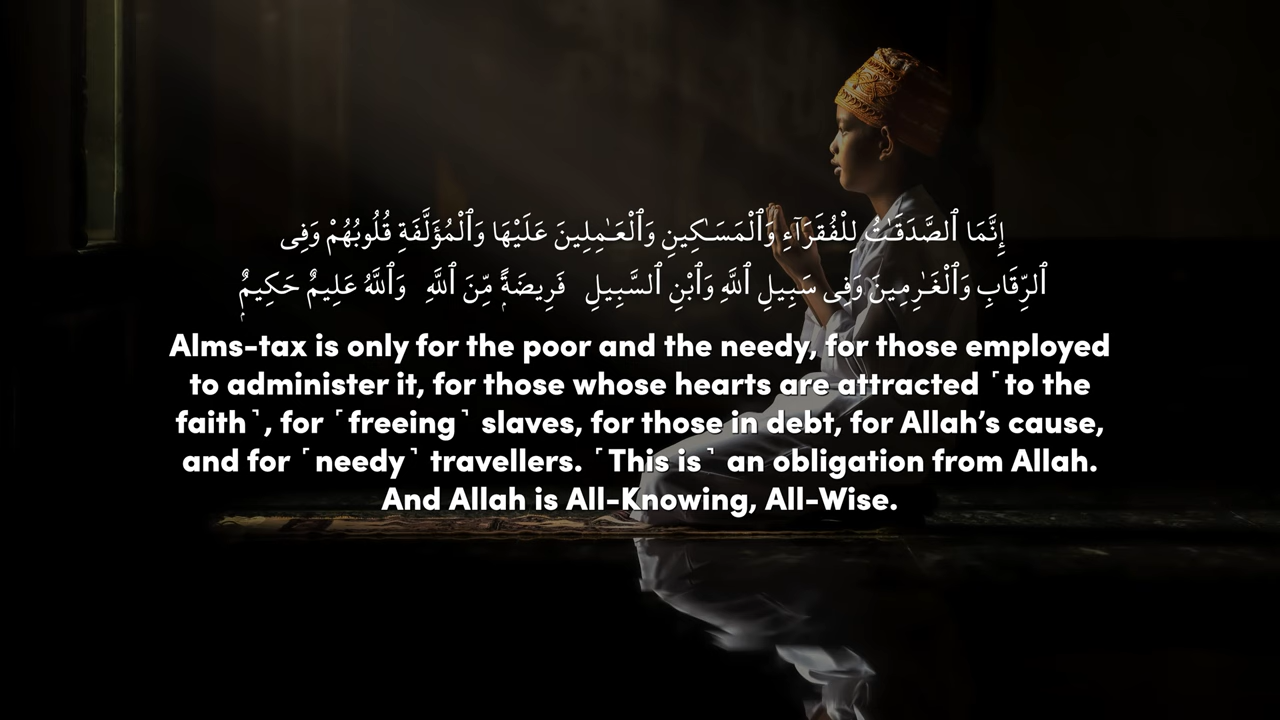 إِنَّمَا ٱلصَّدَقَـٰتُ لِلْفُقَرَآءِ وَٱلْمَسَـٰكِينِ وَٱلْعَـٰمِلِينَ عَلَيْهَا وَٱلْمُؤَلَّفَةِ قُلُوبُهُمْ وَفِى
ٱلرِّقَابِ وَٱلْغَـٰرِمِينَ وَفِى سَبِيلِ ٱللَّهِ وَٱبْنِ ٱلسَّبِيلِ فَرِيضَةًۭ مِّنَ ٱللَّهِ وَٱللَّهُ عَلِيمٌ حَكِيمٌۭ
Alms-tax is only for the poor and the needy, for those employed
to administer it, for those whose hearts are attracted ˹to the
faith˺, for ˹freeing˺ slaves, for those in debt, for Allah’s cause,
and for ˹needy˺ travellers. ˹This is˺ an obligation from Allah.
And Allah is All-Knowing, All-Wise.